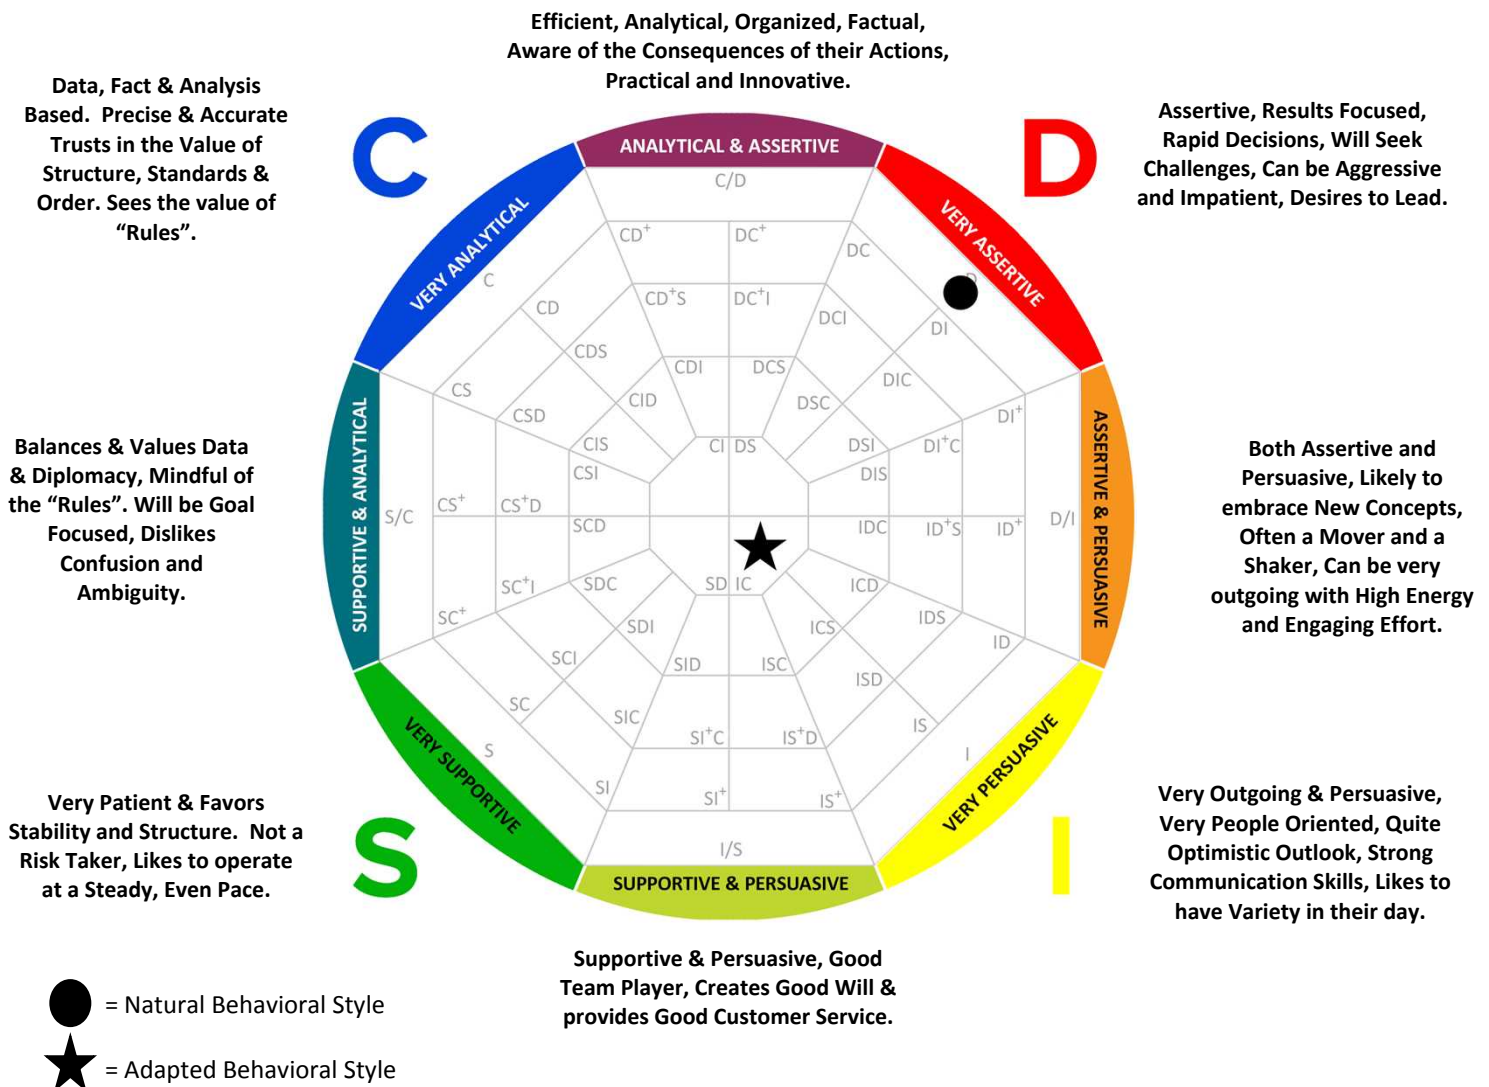 Efficient, Analytical, Organized, Factual,
Aware of the Consequences of their Actions,
Practical and Innovative.
Data, Fact & Analysis
Based. Precise & Accurate
Trusts in the Value of
Structure, Standards &
Order. Sees the value of
“Rules”.
C
D
Assertive, Results Focused,
Rapid Decisions, Will Seek
Challenges, Can be Aggressive
and Impatient, Desires to Lead.
ANALYTICAL & ASSERTIVE
VERY ANALYTICAL
VERY ASSERTIVE
C/D
CD+
DC+
DC
C
D
CD
CD+S
DC+I
DCI
DI
CDS
CDI
DCS
DIC
CS
CSD
CID
DSC
DI+
CIS
CI
DS
DSI
DI+C
CSI
DIS
Balances & Values Data
& Diplomacy, Mindful of
the “Rules”. Will be Goal
Focused, Dislikes
Confusion and
Ambiguity.
SUPPORTIVE & ANALYTICAL
S/C
CS+
CS+D
SCD
IDC
ID+S
ID+
D/I
ASSERTIVE & PERSUASIVE
Both Assertive and
Persuasive, Likely to
embrace New Concepts,
Often a Mover and a
Shaker, Can be very
outgoing with High Energy
and Engaging Effort.
SC+I
SDC
SD
IC
ICD
SC+
SDI
ICS
IDS
ID
SCI
SID
ISC
ISD
SC
SIC
SI+C
IS+D
IS
S
I
SI
SI+
IS+
I/S
VERY SUPPORTIVE
VERY PERSUASIVE
SUPPORTIVE & PERSUASIVE
Very Patient & Favors
Stability and Structure. Not a
Risk Taker, Likes to operate
at a Steady, Even Pace.
S
I
Very Outgoing & Persuasive,
Very People Oriented, Quite
Optimistic Outlook, Strong
Communication Skills, Likes to
have Variety in their day.
Supportive & Persuasive, Good
Team Player, Creates Good Will &
provides Good Customer Service.
= Natural Behavioral Style
= Adapted Behavioral Style